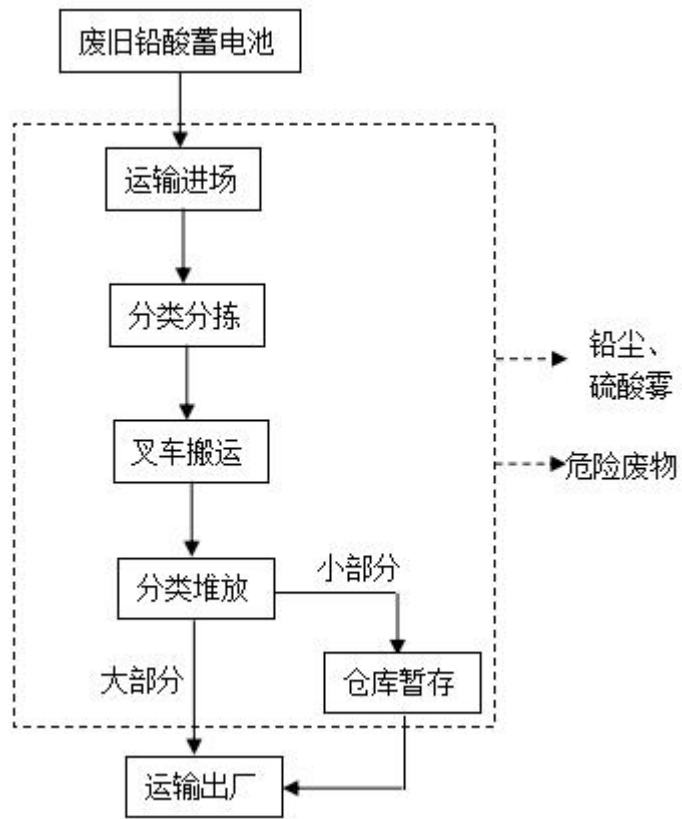 废旧铅酸蓄电池
运输进场
分类分拣
铅尘、
硫酸雾
叉车搬运
危险废物
小部分
分类堆放
大部分
仓库暂存
运输出厂